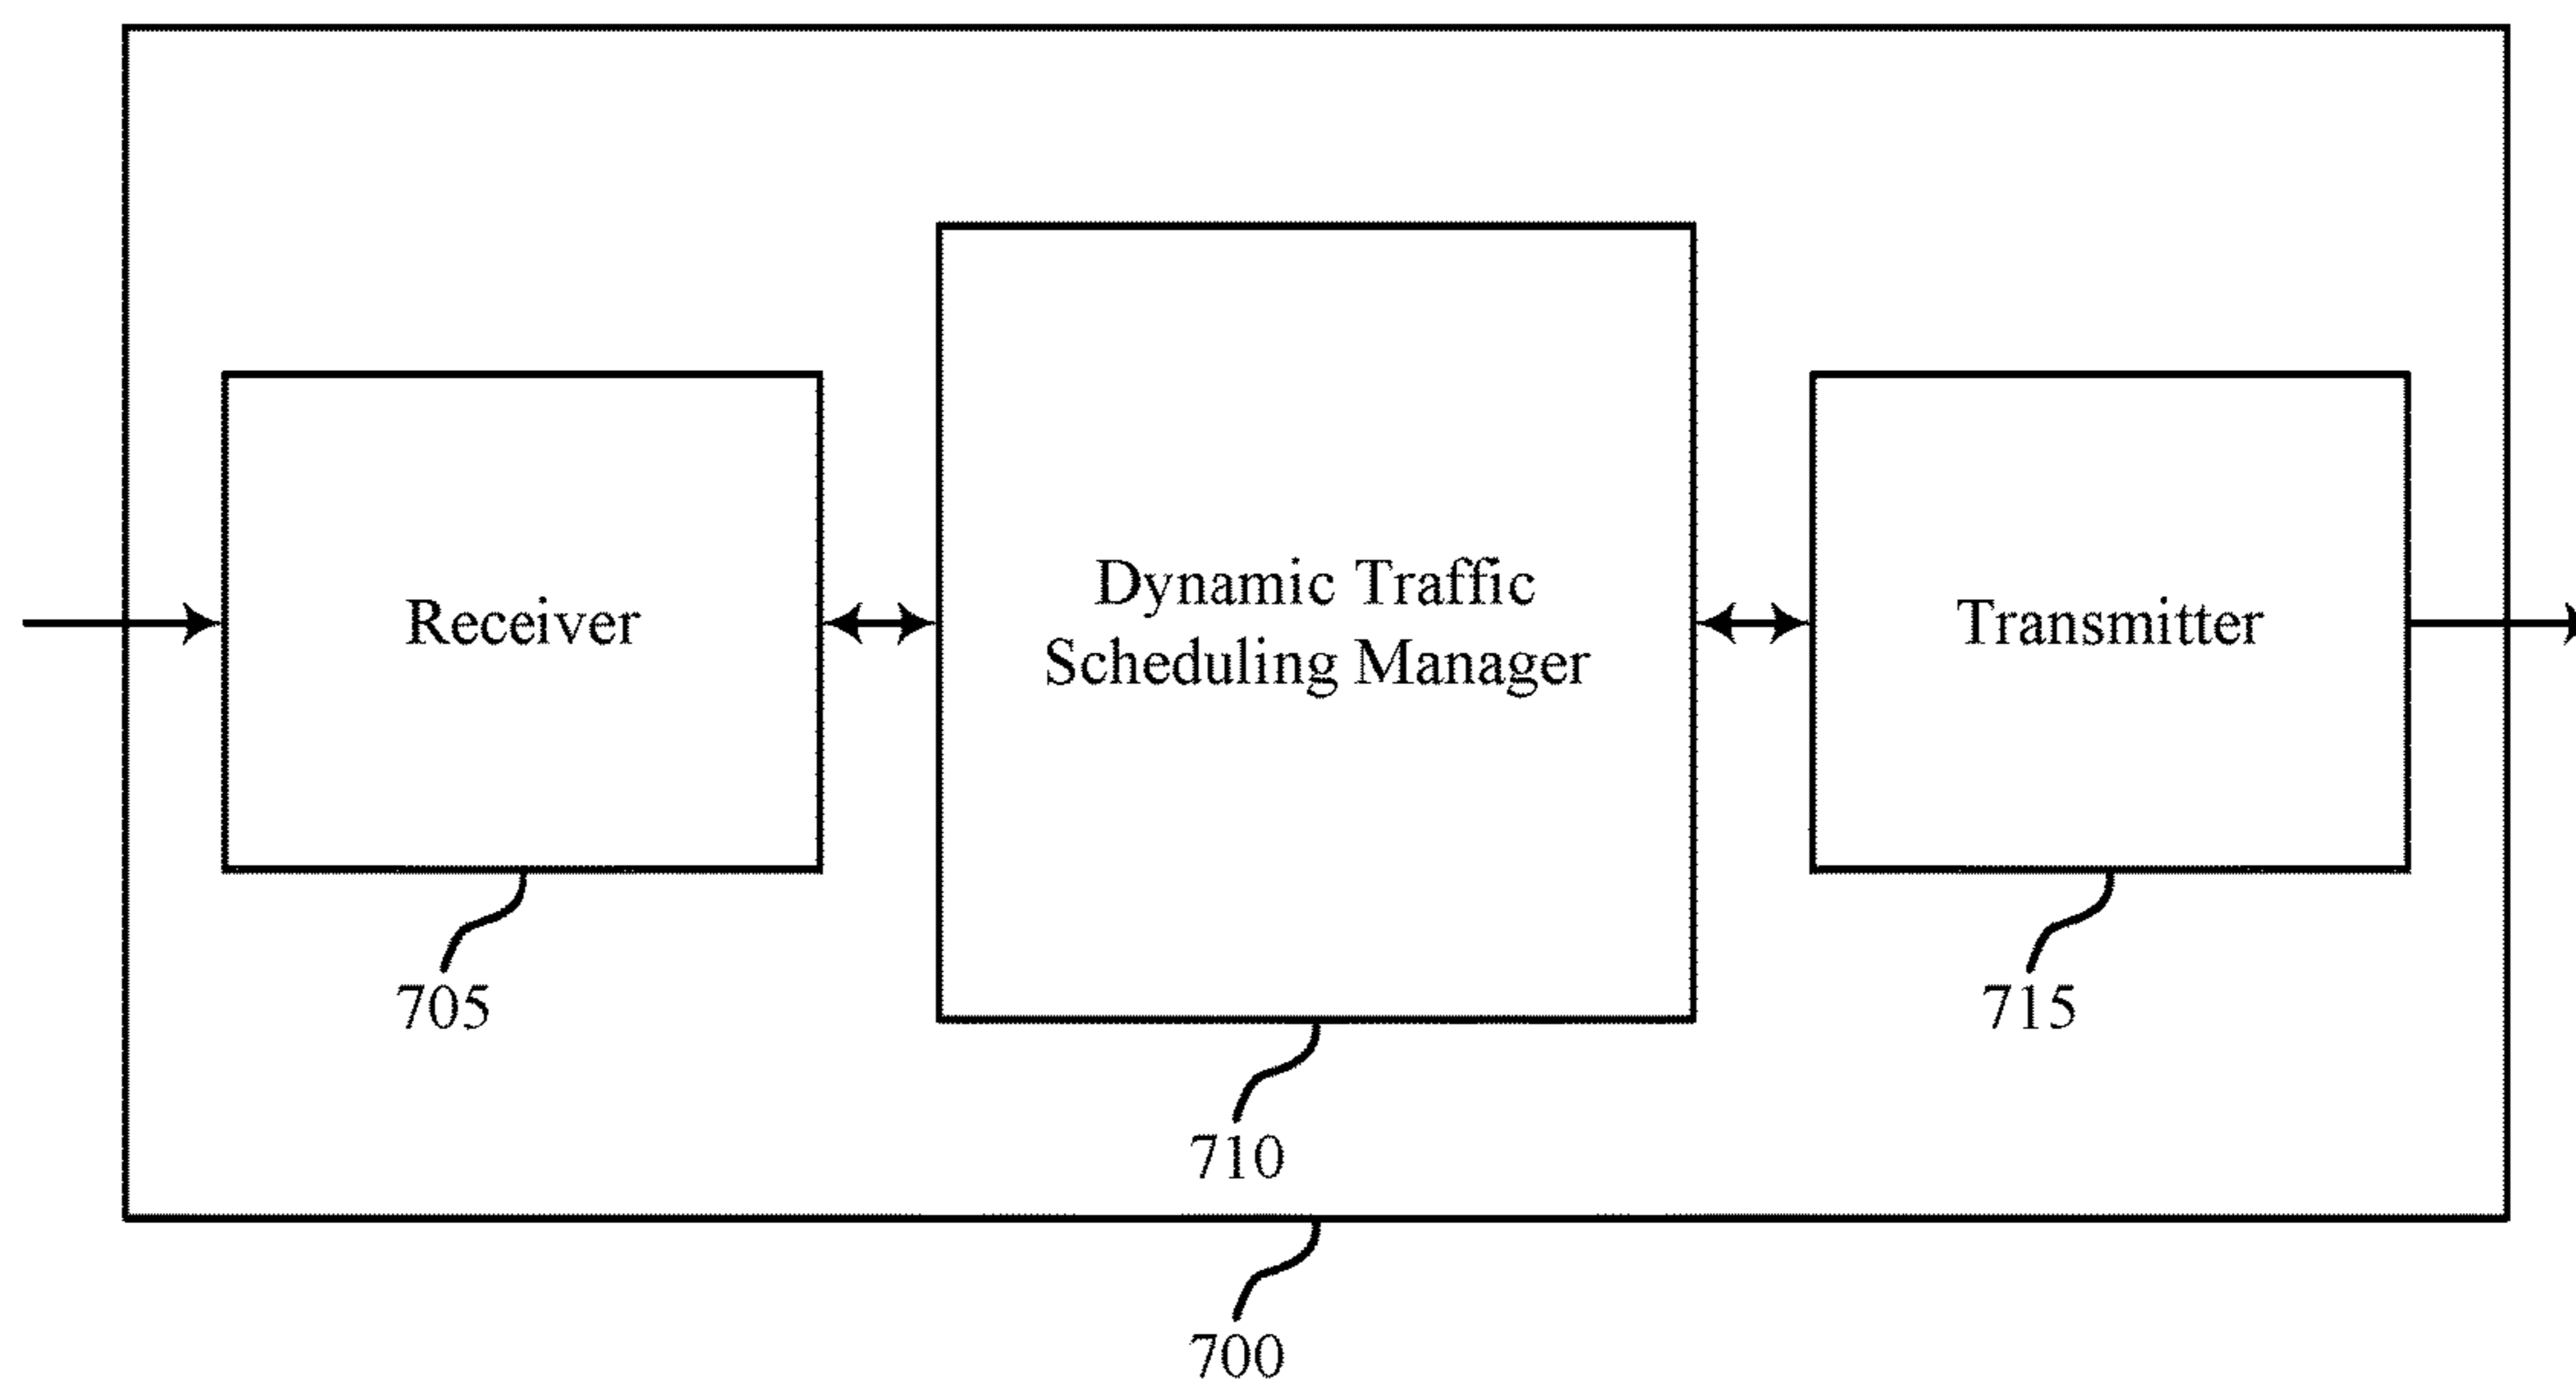 Receiver
Dynamic Traffic
Scheduling Manager
Transmitter
705
715
710
700